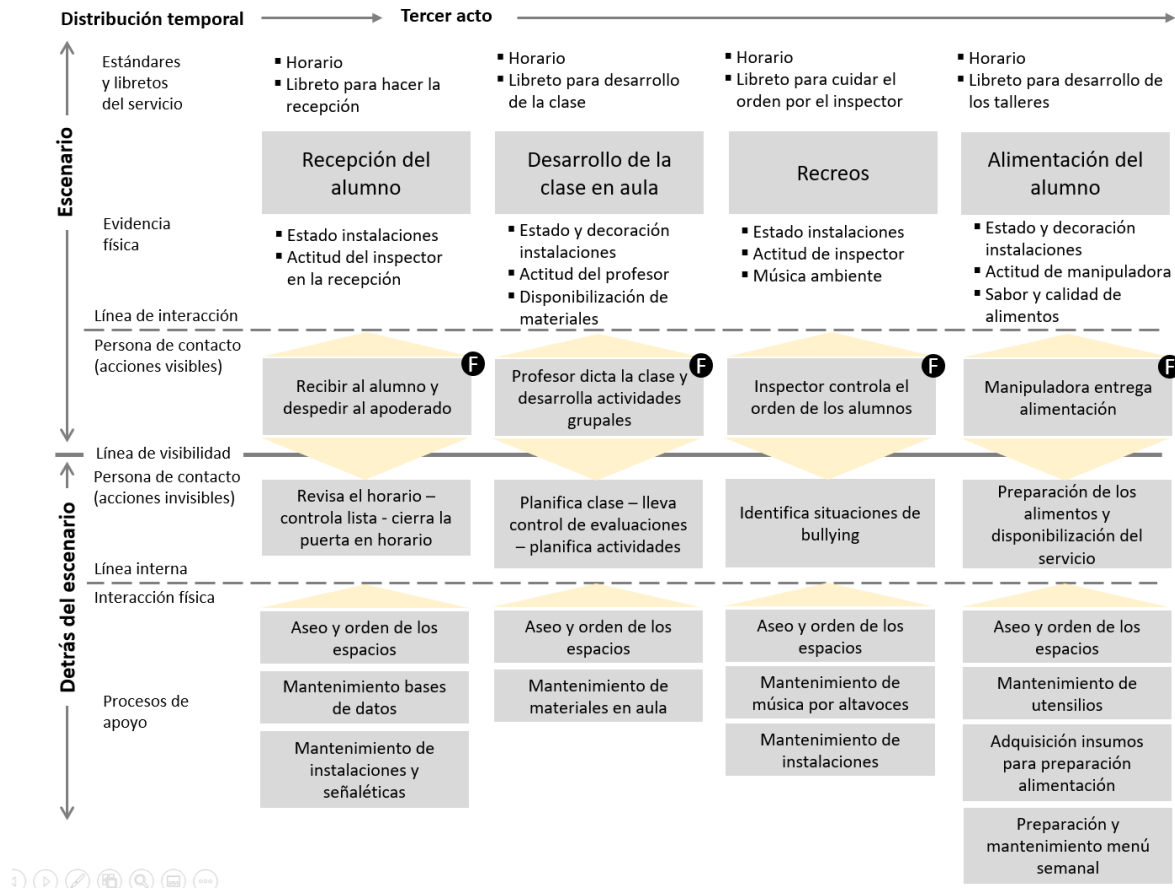 Distribución temporal
Tercer acto
Escenario
Detrás del escenario
Estándares
y libretos
del servicio
▪ Horario
▪ Libreto para hacer la
recepción
▪ Horario
▪ Libreto para desarrollo
de la clase
▪ Horario
▪ Libreto para cuidar el
orden por el inspector
▪ Horario
▪ Libreto para desarrollo de
los talleres
Recepción del
alumno
Desarrollo de la
clase en aula
Recreos
Alimentación del
alumno
Evidencia
física
▪ Estado instalaciones
▪ Actitud del inspector
en la recepción
▪ Estado y decoración
instalaciones
▪ Actitud del profesor
▪ Disponibilización de
materiales
▪ Estado instalaciones
▪ Actitud de inspector
▪ Música ambiente
▪ Estado y decoración
instalaciones
▪ Actitud de manipuladora
▪ Sabor y calidad de
alimentos
Línea de interacción
Persona de contacto
(acciones visibles)
F
Recibir al alumno y
despedir al apoderado
F
Profesor dicta la clase y
desarrolla actividades
grupales
F
Inspector controla el
orden de los alumnos
F
Manipuladora entrega
alimentación
Línea de visibilidad
Persona de contacto
(acciones invisibles)
Revisa el horario –
controla lista - cierra la
puerta en horario
Planifica clase – lleva
control de evaluaciones
– planifica actividades
Identifica situaciones de
bullying
Preparación de los
alimentos y
disponibilización del
servicio
Línea interna
Interacción física
Procesos de
apoyo
Aseo y orden de los
espacios
Mantenimiento bases
de datos
Mantenimiento de
instalaciones y
señaléticas
Aseo y orden de los
espacios
Mantenimiento de
materiales en aula
Aseo y orden de los
espacios
Mantenimiento de
música por altavoces
Mantenimiento de
instalaciones
Aseo y orden de los
espacios
Mantenimiento de
utensilios
Adquisición insumos
para preparación
alimentación
Preparación y
mantenimiento menú
semanal